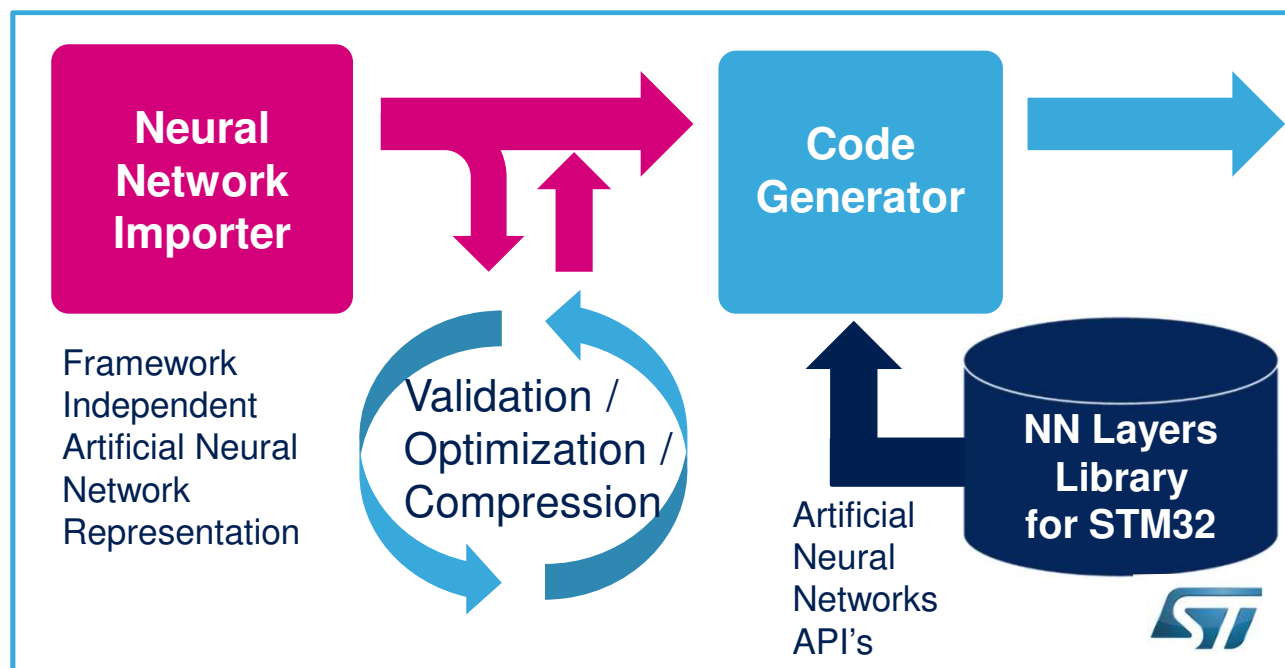 Neural
Network
Importer
Code
Generator
Framework
Independent
Artificial Neural
Network
Representation
Validation /
Optimization /
Compression
NN Layers
Library
for STM32
Artificial
Neural
Networks
API's
ST